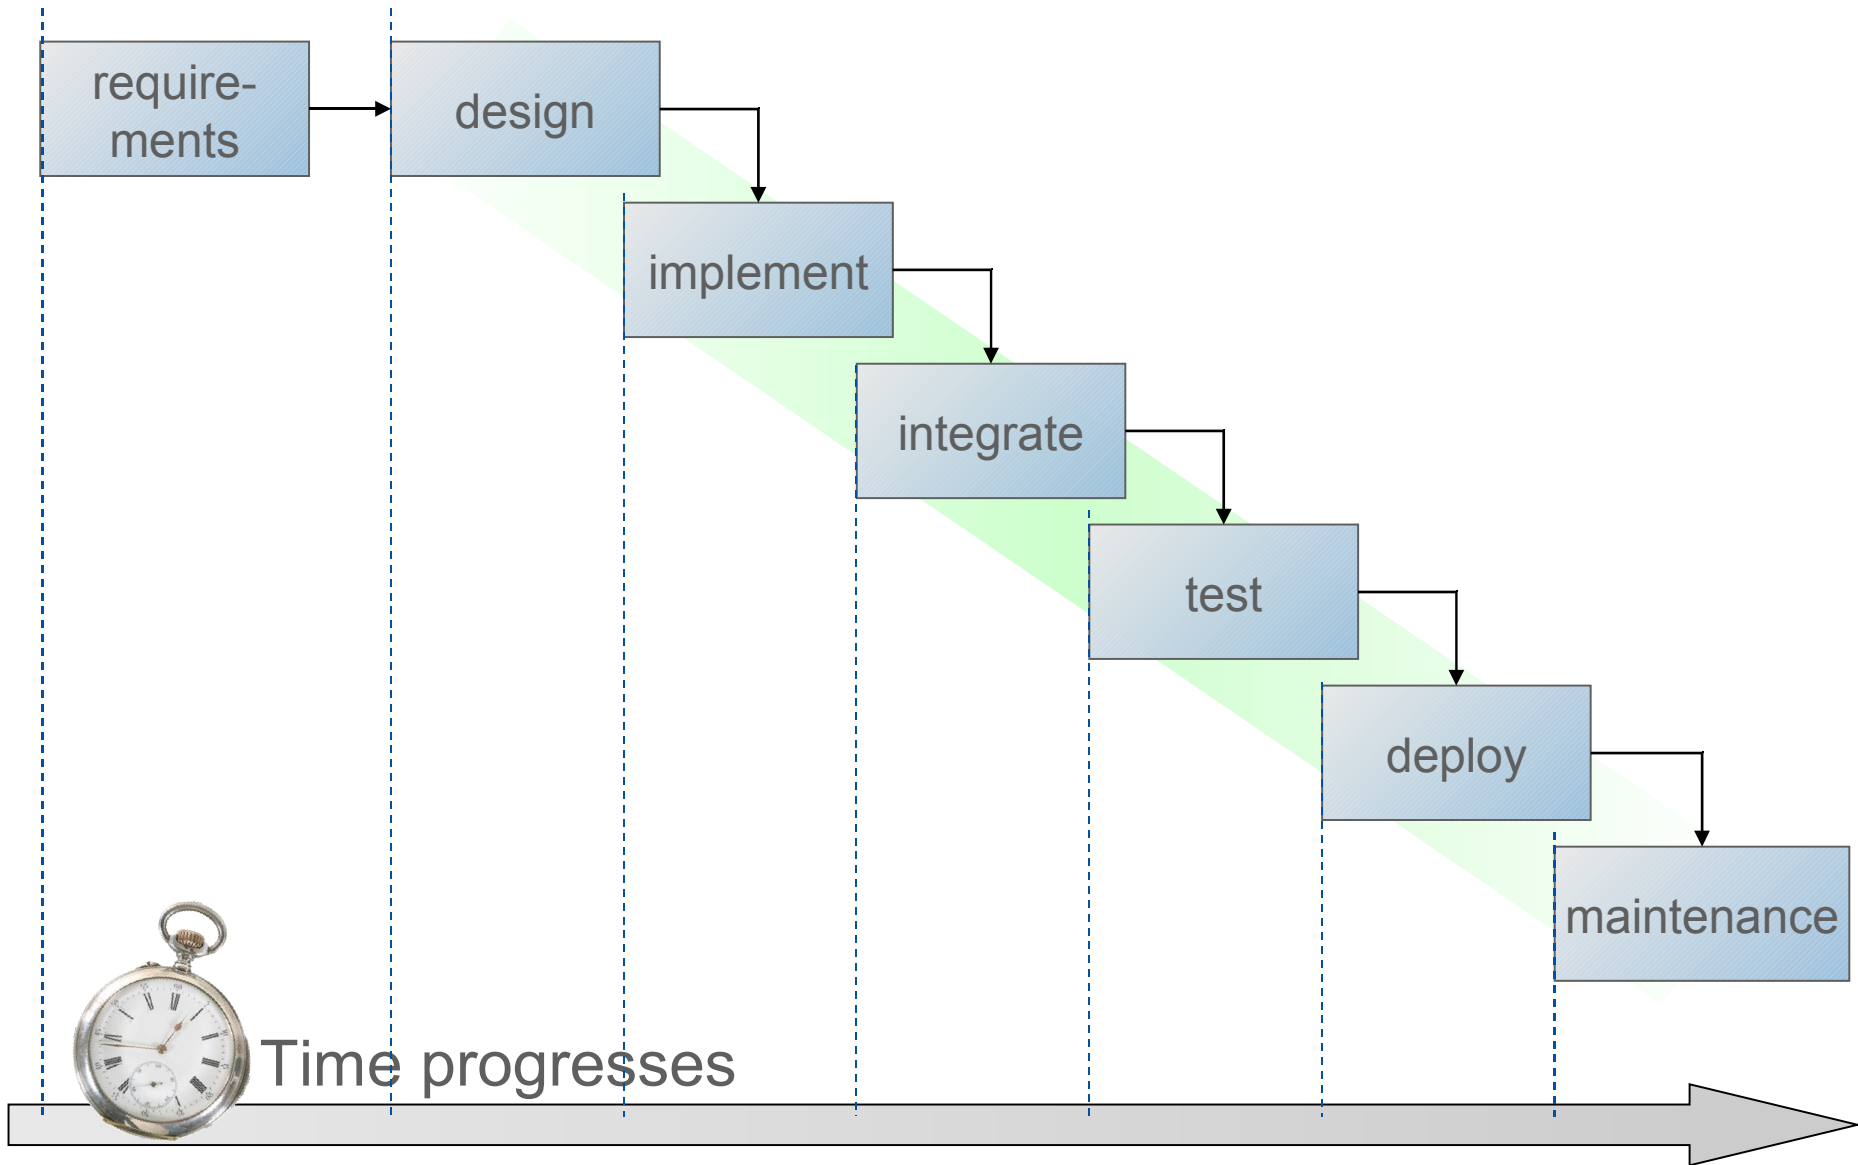 require-
ments
design
implement
integrate
test
deploy
maintenance
Time progresses